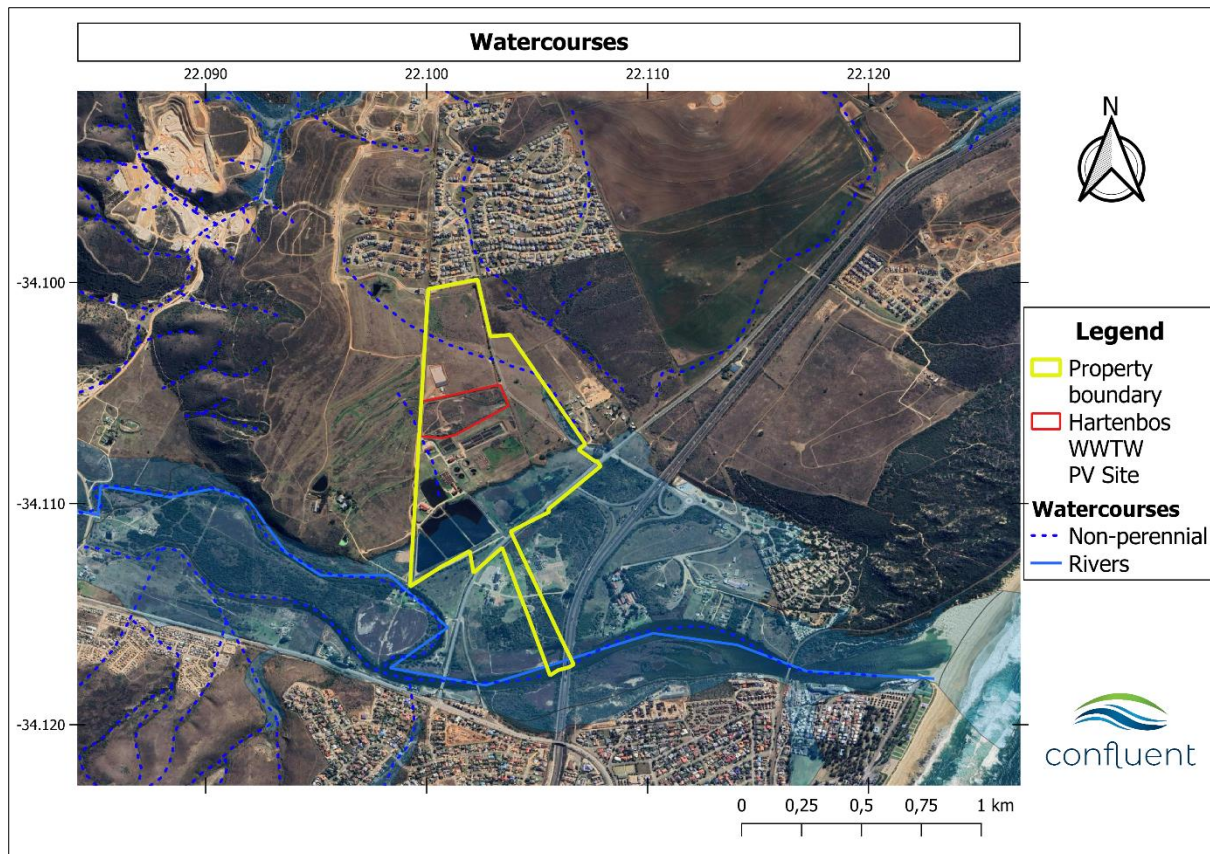 Watercourses
22.090
22.100
22.110
22.120
-34.100
-34.110
-34.120
N
Legend
Property
boundary
Hartenbos
WWTW
PV Site
Watercourses
Non-perennial
Rivers
confluent
0 0,25 0,5 0,75 1 km